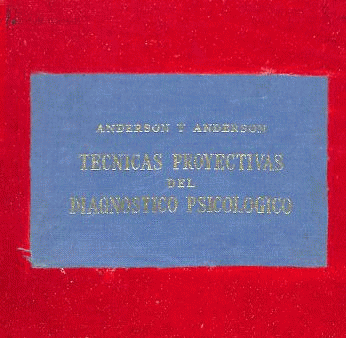 ANDERSON Y ANDERSON
TECNICAS PROYECTIVAS
DEL
DIAGNOSTICO PSICOLOGICO